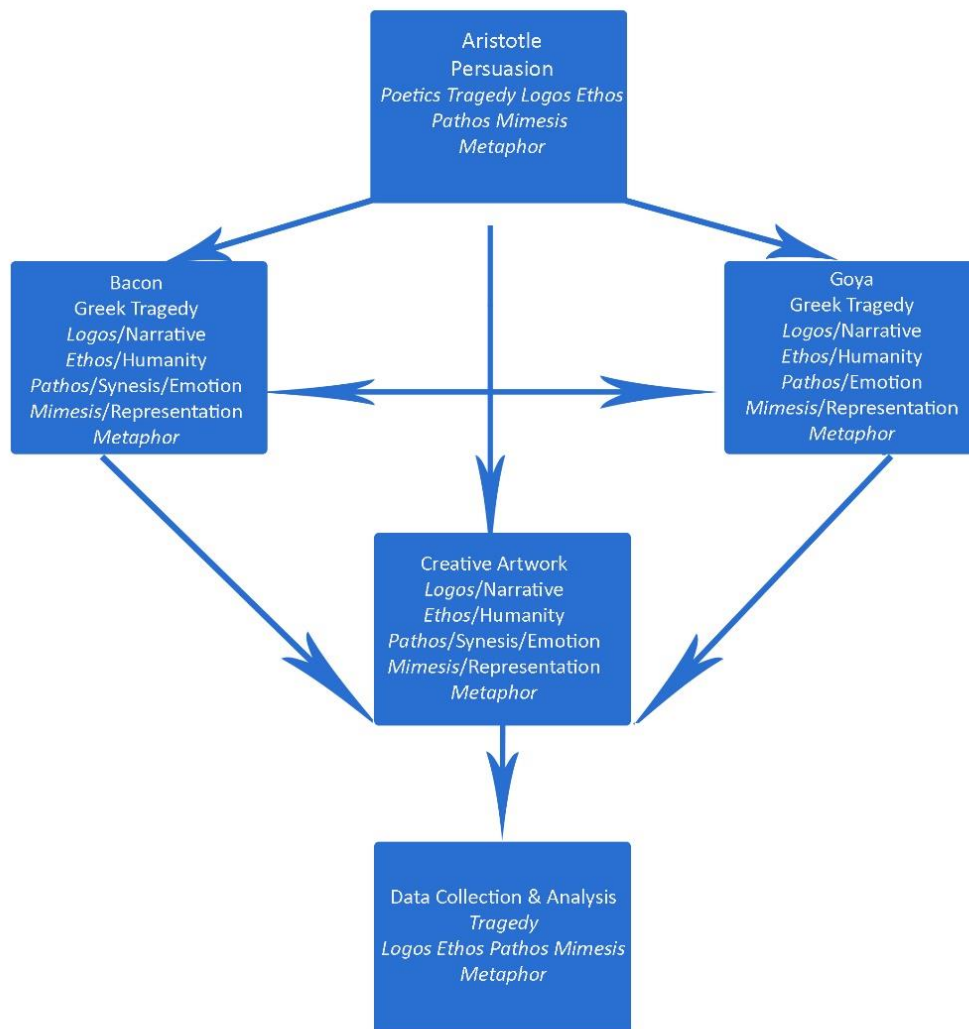 Aristotle
Persuasion
Poetics Tragedy Logos Ethos
Pathos Mimesis
Metaphor
Bacon
Greek Tragedy
Logos/Narrative
Ethos/Humanity
Pathos/Synesis/Emotion
Mimesis/Representation
Metaphor
Goya
Greek Tragedy
Logos/Narrative
Ethos/Humanity
Pathos/Emotion
Mimesis/Representation
Metaphor
Creative Artwork
Logos/Narrative
Ethos/Humanity
Pathos/Synesis/Emotion
Mimesis/Representation
Metaphor
Data Collection & Analysis
Tragedy
Logos Ethos Pathos Mimesis
Metaphor